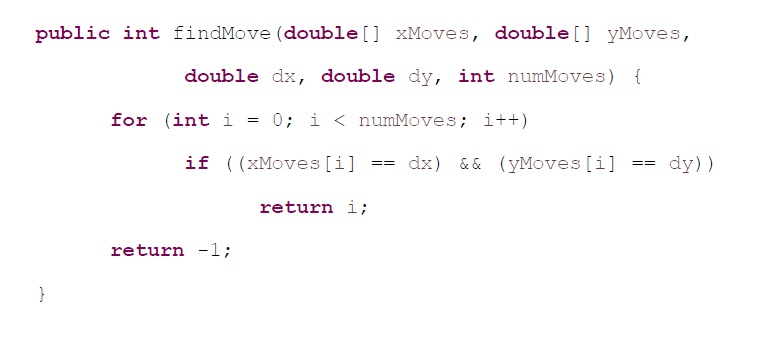 public int findMove(double[] xMoves, double[] yMoves,
double dx, double dy, int numMoves) {
for (int i = 0; i < numMoves; i++)
if ((xMoves[i] == dx) && (yMoves[i] == dy))
return i;
return -1;
}